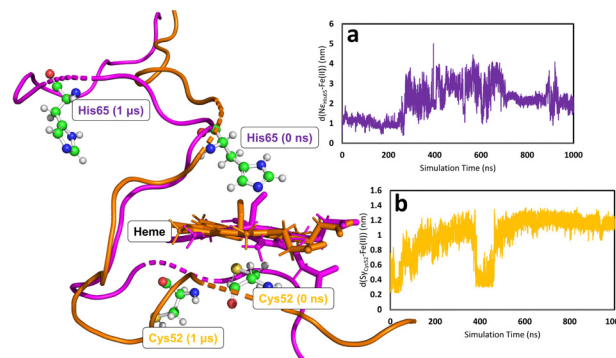 a
d(Nε_His65-Fe(II)) (nm)
6
5
4
3
2
1
0
0 200 400 600 800 1000
Simulation Time (ns)
His65 (1 μs)
His65 (0 ns)
Heme
Cys52 (0 ns)
Cys52 (1 μs)
b
d(Sγ_Cys52-Fe(II)) (nm)
1.6
1.4
1.2
1
0.8
0.6
0.4
0.2
0
0 200 400 600 800 1000
Simulation Time (ns)